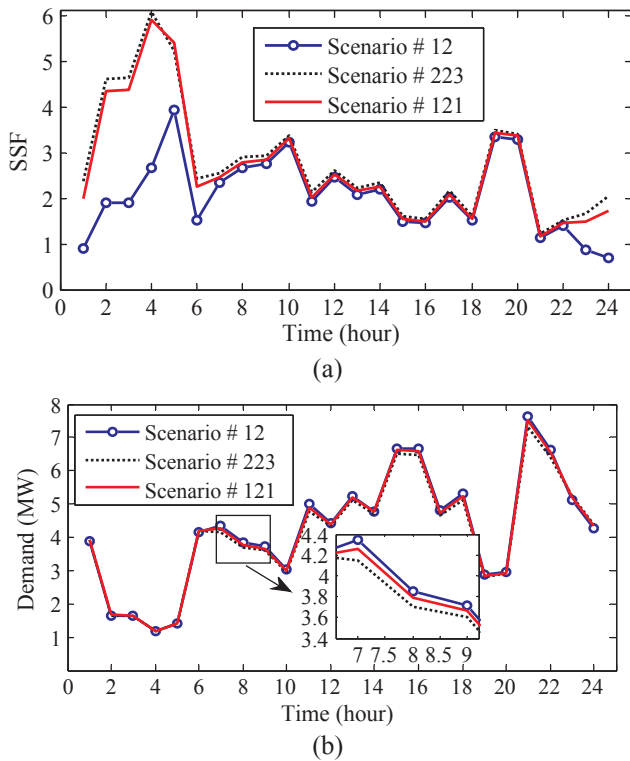 6
5
4
3
2
1
0
SSF
Scenario # 12
Scenario # 223
Scenario # 121
0 2 4 6 8 10 12 14 16 18 20 22 24
Time (hour)
(a)
8
7
6
5
4
3
2
1
Demand (MW)
Scenario # 12
Scenario # 223
Scenario # 121
4.4
4.2
4
3.8
3.6
3.4
7 7.5 8 8.5 9
0 2 4 6 8 10 12 14 16 18 20 22 24
Time (hour)
(b)